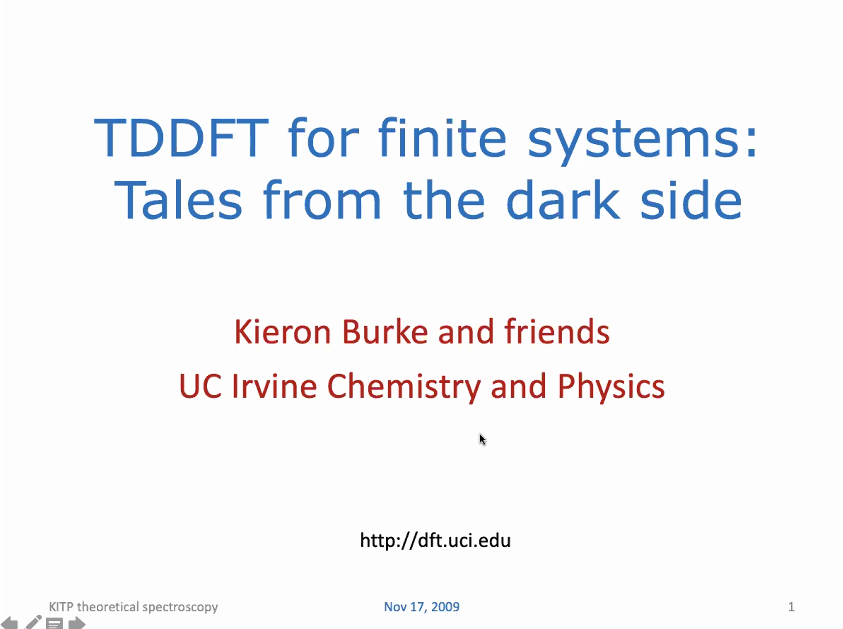 TDDFT for finite systems:
Tales from the dark side
Kieron Burke and friends
UC Irvine Chemistry and Physics
http://dft.uci.edu
KITP theoretical spectroscopy
Nov 17, 2009
1